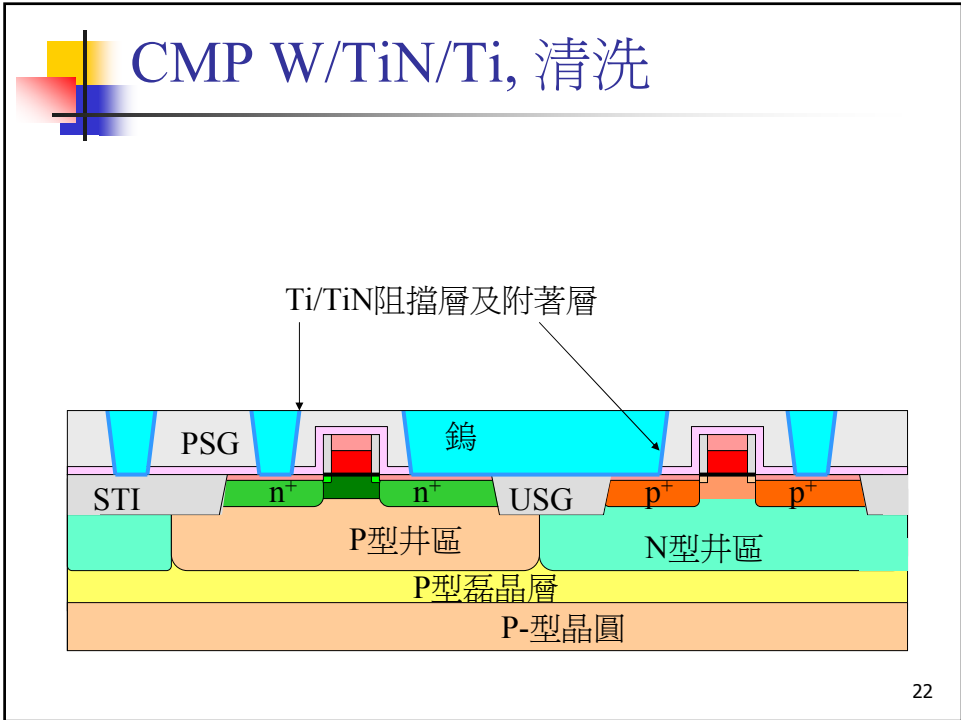 CMP W/TiN/Ti, 清洗
Ti/TiN阻擋層及附著層
PSG
鎢
STI
n+
n+
USG
p+
p+
P型井區
N型井區
P型磊晶層
P-型晶圓
22